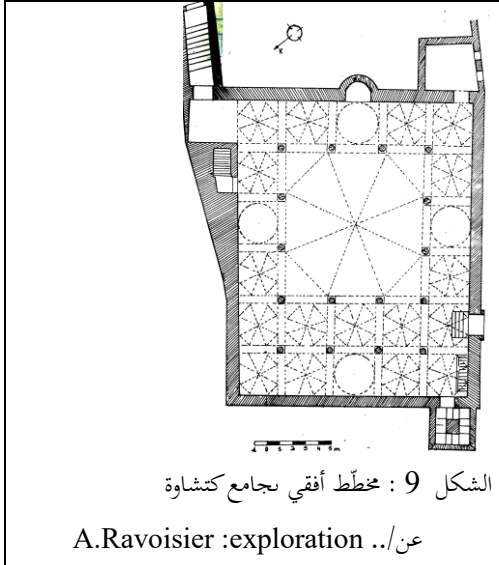 الشكل 9 : مخطّط أفقي بجامع كتشاوة
عن/.. A.Ravoisier :exploration